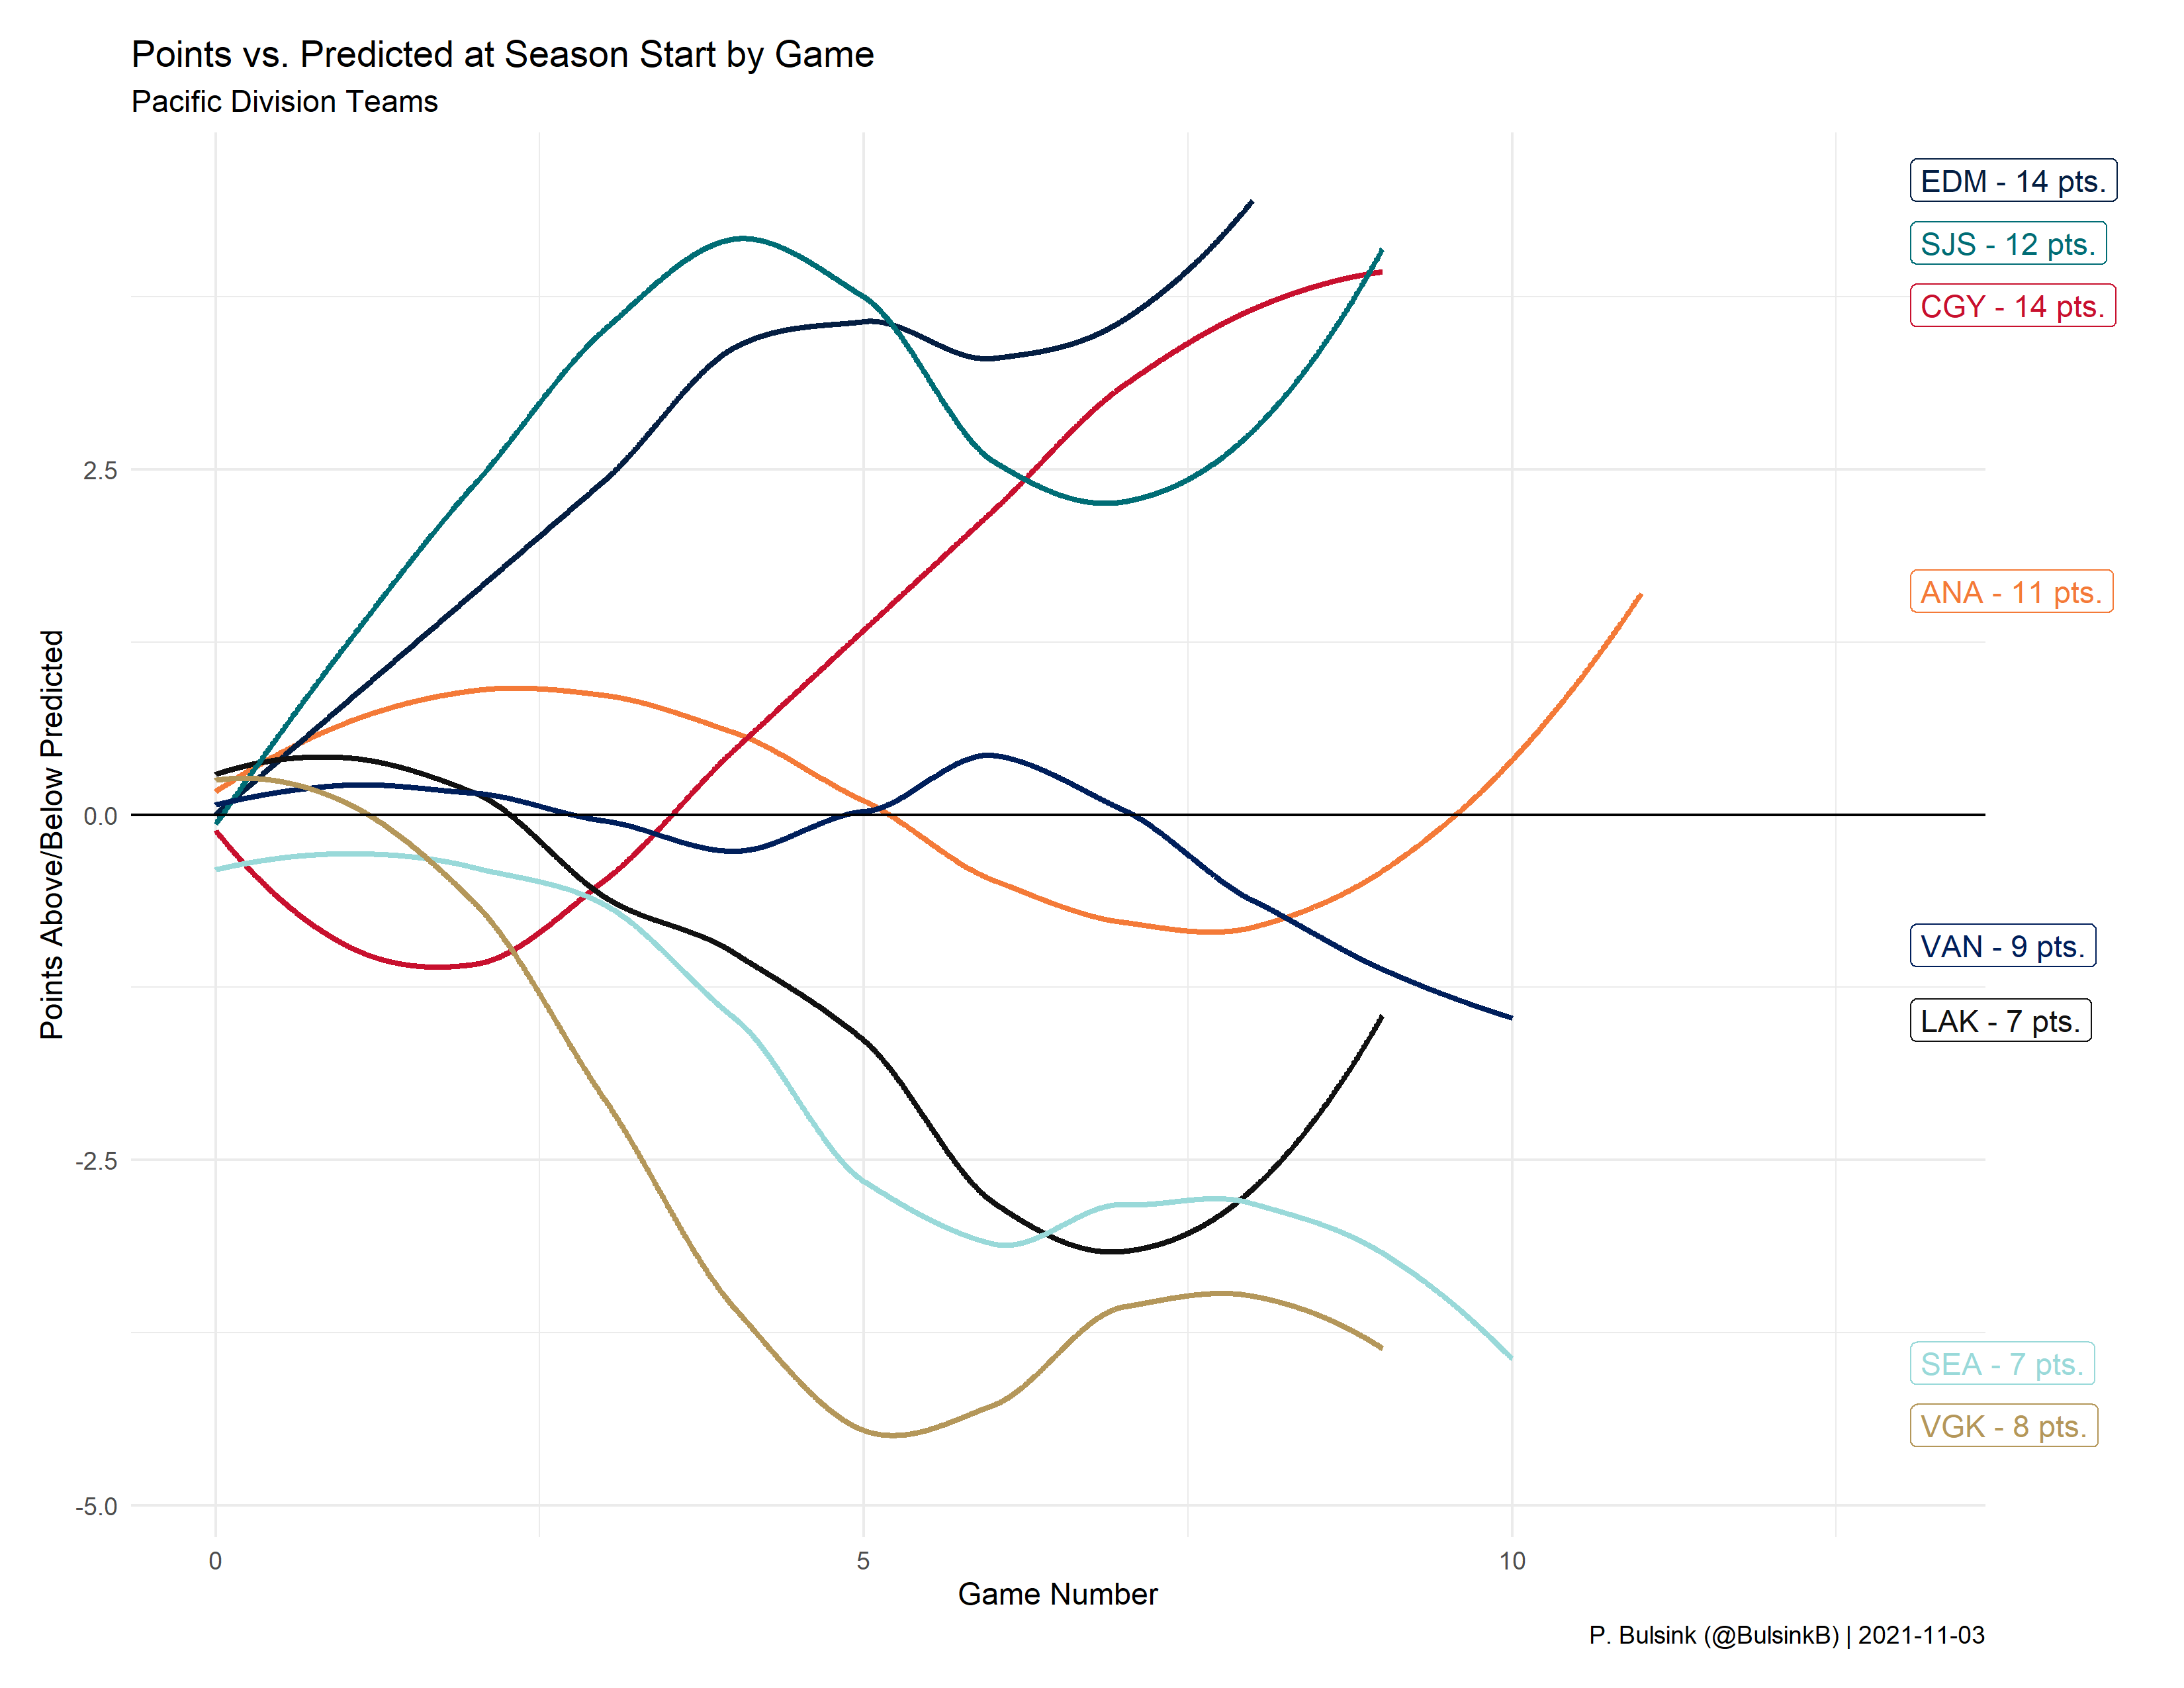 Points vs. Predicted at Season Start by Game
Pacific Division Teams
EDM - 14 pts.
SJS - 12 pts.
CGY - 14 pts.
ANA - 11 pts.
VAN - 9 pts.
LAK - 7 pts.
SEA - 7 pts.
VGK - 8 pts.
Points Above/Below Predicted
2.5
0.0
-2.5
-5.0
0
5
10
Game Number
P. Bulsink (@BulsinkB) | 2021-11-03